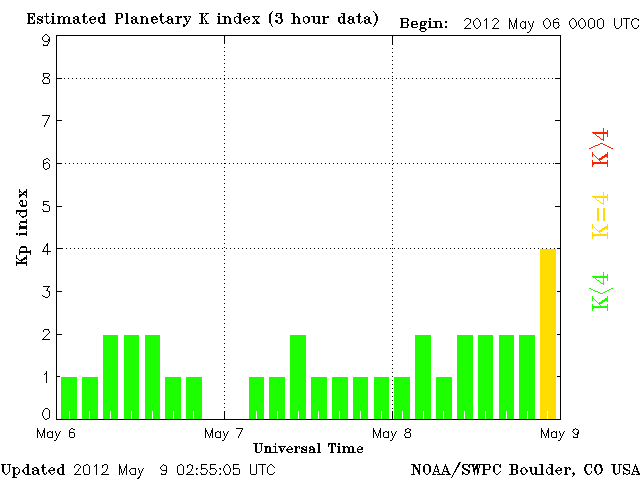 Estimated Planetary K index (3 hour data)
Begin: 2012 May 06 0000 UTC
9
8
7
6
5
4
3
2
1
0
Kp index
K>4
K=4
K<4
May 6
May 7
May 8
May 9
Universal Time
Updated 2012 May 9 02:55:05 UTC
NOAA/SWPC Boulder, CO USA